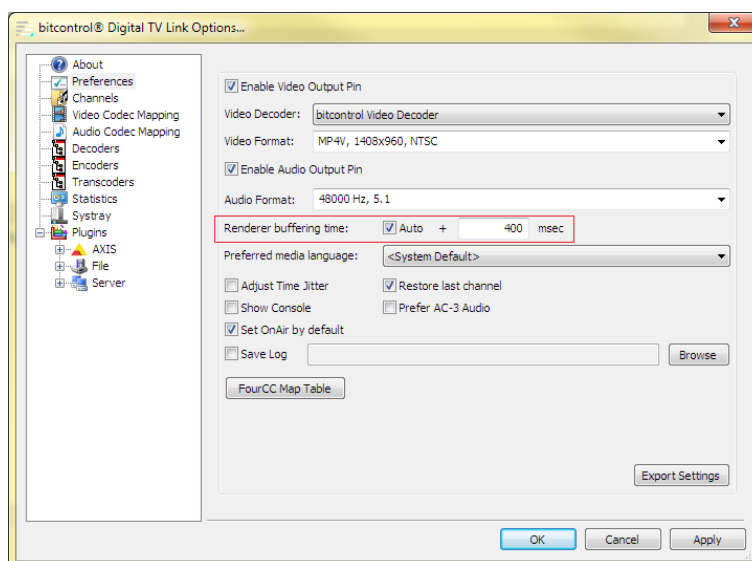 bitcontrol® Digital TV Link Options...
About
Preferences
Channels
Video Codec Mapping
Audio Codec Mapping
Decoders
Encoders
Transcoders
Statistics
Systray
Plugins
AXIS
File
Server
Enable Video Output Pin
Video Decoder: bitcontrol Video Decoder
Video Format: MP4V, 1408x960, NTSC
Enable Audio Output Pin
Audio Format: 48000 Hz, 5.1
Renderer buffering time: Auto + 400 msec
Preferred media language: <System Default>
Adjust Time Jitter Restore last channel
Show Console Prefer AC-3 Audio
Set OnAir by default
Save Log Browse
FourCC Map Table
Export Settings
OK Cancel Apply